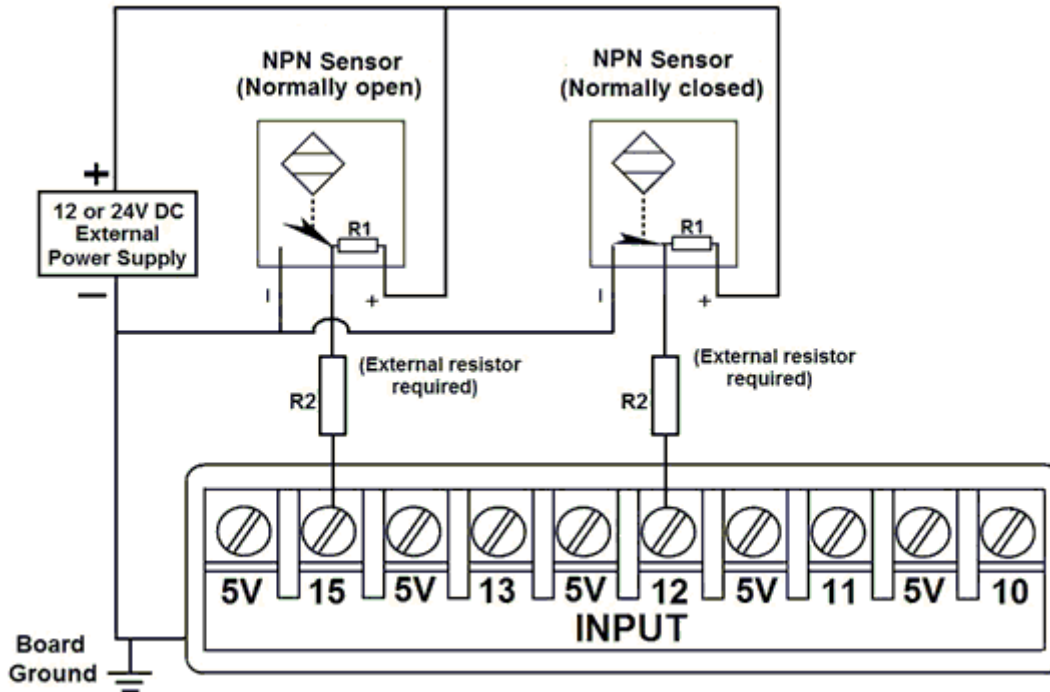 NPN Sensor
(Normally open)
NPN Sensor
(Normally closed)
+
12 or 24V DC
External
Power Supply
−
R1
R1
I
+
I
+
R2
(External resistor
required)
R2
(External resistor
required)
5V 15 5V 13 5V 12 5V 11 5V 10
INPUT
Board
Ground